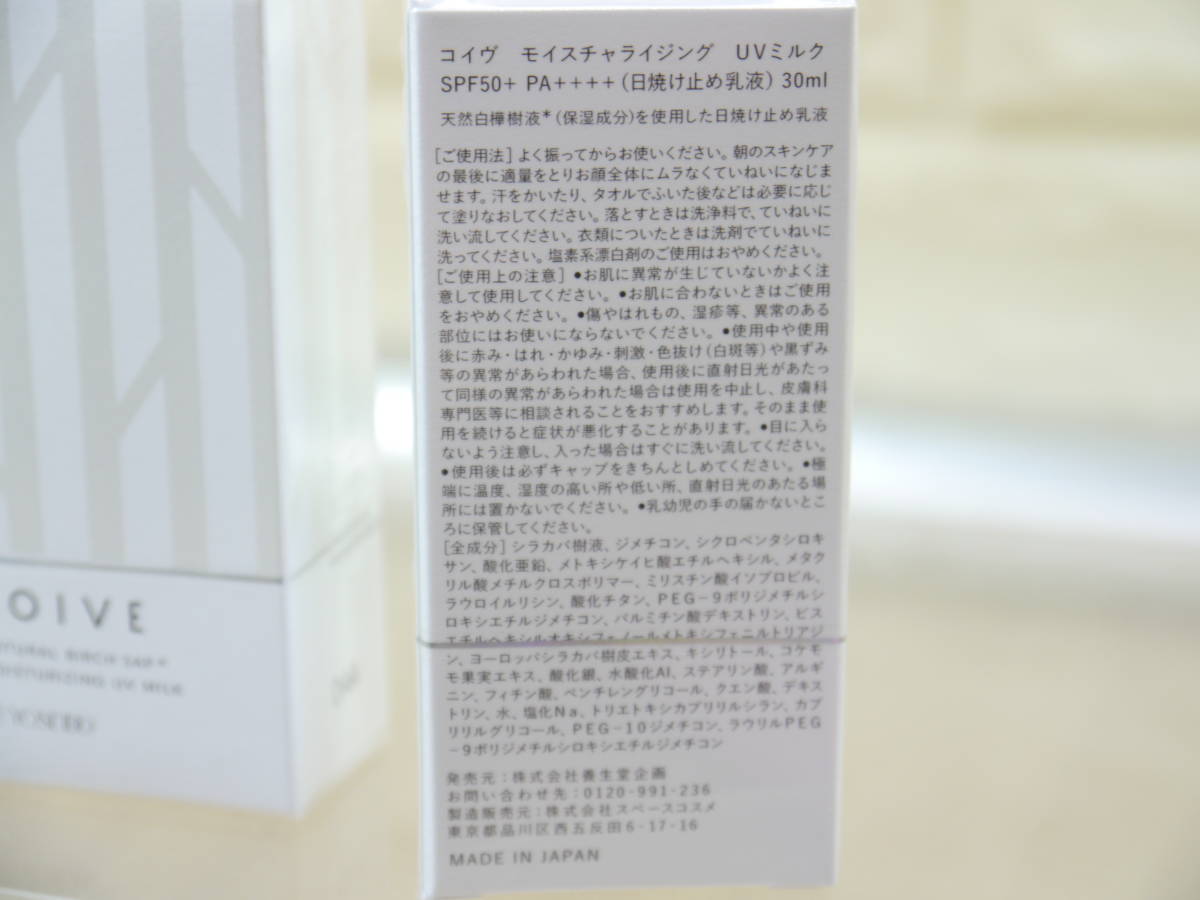 コイヴ　モイスチャライジング　UVミルク
SPF50+ PA++++(日焼け止め乳液) 30ml
天然白樺樹液*(保湿成分)を使用した日焼け止め乳液
[ご使用法]よく振ってからお使いください。朝のスキンケア
の最後に適量をとりお顔全体にムラなくていねいになじま
せます。汗をかいたり、タオルでふいた後などは必要に応じ
て塗りなおしてください。落とすときは洗浄料で、ていねいに
洗い流してください。衣類についたときは洗剤でていねいに
洗ってください。塩素系漂白剤のご使用はおやめください。
[ご使用上の注意]●お肌に異常が生じていないかよく注
意して使用してください。●お肌に合わないときはご使用
をおやめください。●傷やはれもの、湿疹等、異常のある
部位にはお使いにならないでください。●使用中や使用
後に赤み・はれ・かゆみ・刺激・色抜け(白斑等)や黒ずみ
等の異常があらわれた場合、使用後に直射日光があたっ
て同様の異常があらわれた場合は使用を中止し、皮膚科
専門医等に相談されることをおすすめします。そのまま使
用を続けると症状が悪化することがあります。●目に入ら
ないよう注意し、入った場合はすぐに洗い流してください。
●使用後は必ずキャップをきちんとしめてください。●極
端に温度、湿度の高い所や低い所、直射日光のあたる場
所には置かないでください。●乳幼児の手の届かないとこ
ろに保管してください。
[全成分]シラカバ樹液、ジメチコン、シクロペンタシロキ
サン、酸化亜鉛、メトキシケイヒ酸エチルヘキシル、メタク
リル酸メチルクロスポリマー、ミリスチン酸イソプロピル、
ラウロイルリシン、酸化チタン、PEG-9ポリジメチルシ
ロキシエチルジメチコン、パルミチン酸デキストリン、ビス
エチルヘキシルオキシフェノールメトキシフェニルトリアジ
ン、ヨーロッパシラカバ樹皮エキス、キシリトール、コケモ
モ果実エキス、酸化銀、水酸化Al、ステアリン酸、アルギ
ニン、フィチン酸、ペンチレングリコール、クエン酸、デキス
トリン、水、塩化Na、トリエトキシカプリリルシラン、カプ
リリルグリコール、PEG-10ジメチコン、ラウリルPEG
-9ポリジメチルシロキシエチルジメチコン
発売元：株式会社養生堂企画
お問い合わせ先：0120-991-236
製造販売元：株式会社スペースコスメ
東京都品川区西五反田6-17-16
MADE IN JAPAN
OIVE
TURAL BIRCH SAP*
OISTURIZING UV MILK